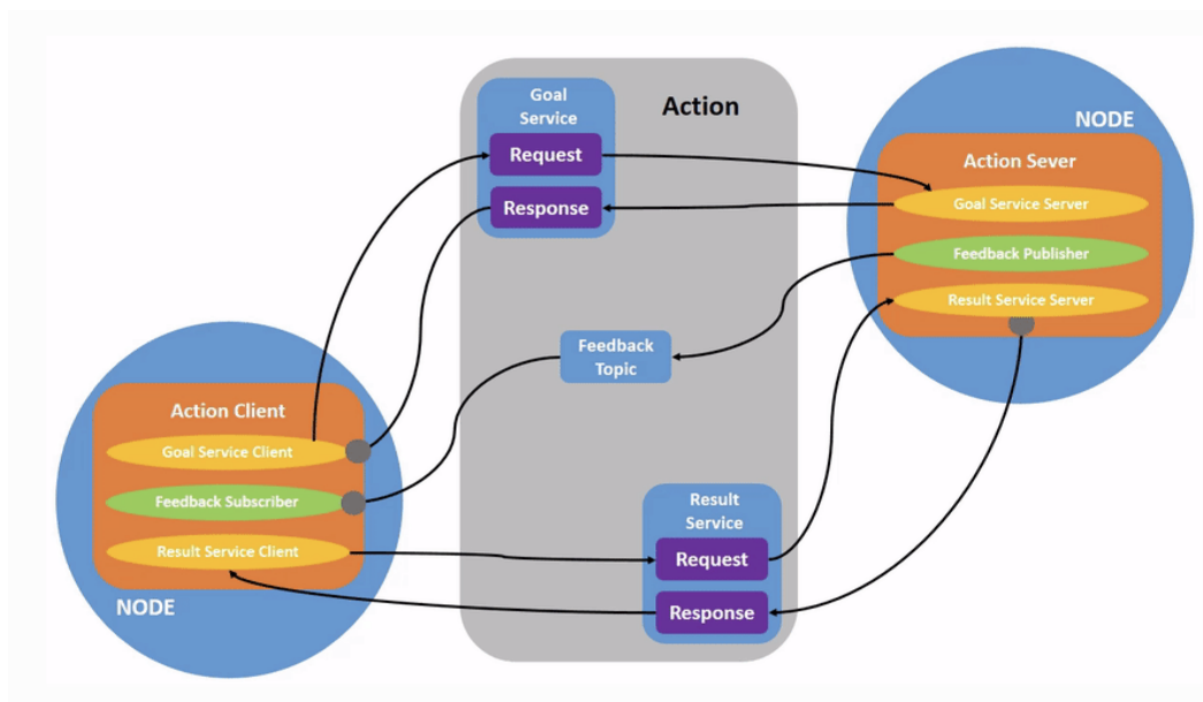 Goal
Service
Request
Response
Action
NODE
Action Sever
Goal Service Server
Feedback Publisher
Result Service Server
Feedback
Topic
Action Client
Goal Service Client
Feedback Subscriber
Result Service Client
NODE
Result
Service
Request
Response